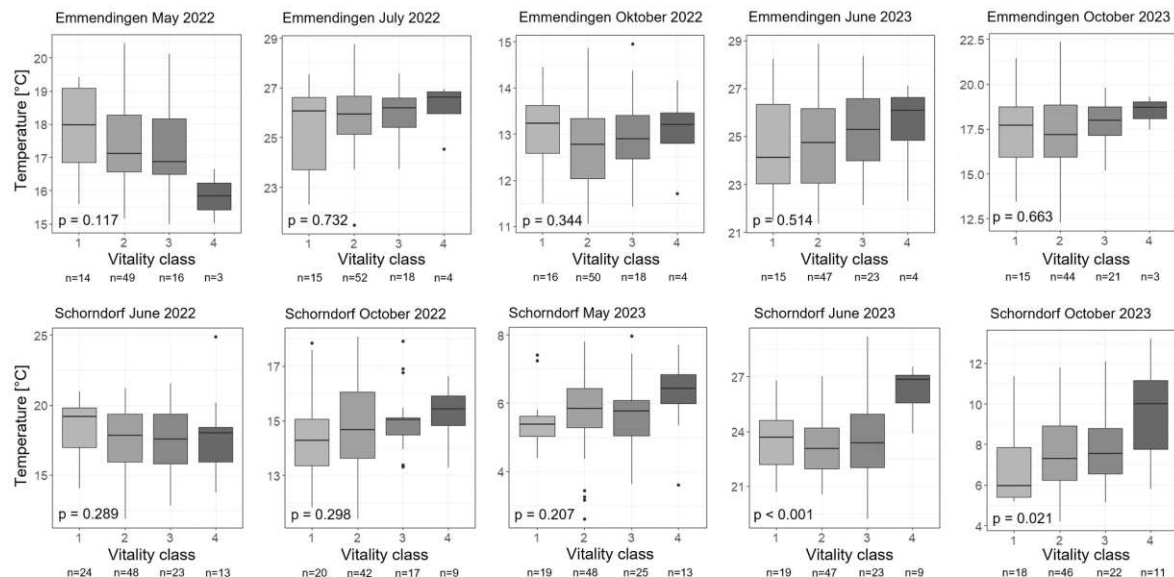 Emmendingen May 2022
Emmendingen July 2022
Emmendingen Oktober 2022
Emmendingen June 2023
Emmendingen October 2023
Temperature [°C]
20
19
18
17
16
15
p = 0.117
29
27
25
23
p = 0.732
15
14
13
12
11
p = 0.344
29
27
25
23
21
p = 0.514
22.5
20.0
17.5
15.0
12.5
p = 0.663
1 2 3 4
1 2 3 4
1 2 3 4
1 2 3 4
1 2 3 4
Vitality class
Vitality class
Vitality class
Vitality class
Vitality class
n=14 n=49 n=16 n=3
n=15 n=52 n=18 n=4
n=16 n=50 n=18 n=4
n=15 n=47 n=23 n=4
n=15 n=44 n=21 n=3
Schorndorf June 2022
Schorndorf October 2022
Schorndorf May 2023
Schorndorf June 2023
Schorndorf October 2023
Temperature [°C]
25
20
15
p = 0.289
17
15
13
p = 0.298
8
6
4
p = 0.207
27
24
21
p < 0.001
12
10
8
6
4
p = 0.021
1 2 3 4
1 2 3 4
1 2 3 4
1 2 3 4
1 2 3 4
Vitality class
Vitality class
Vitality class
Vitality class
Vitality class
n=24 n=48 n=23 n=13
n=20 n=42 n=17 n=9
n=19 n=48 n=25 n=13
n=19 n=47 n=23 n=9
n=18 n=46 n=22 n=11